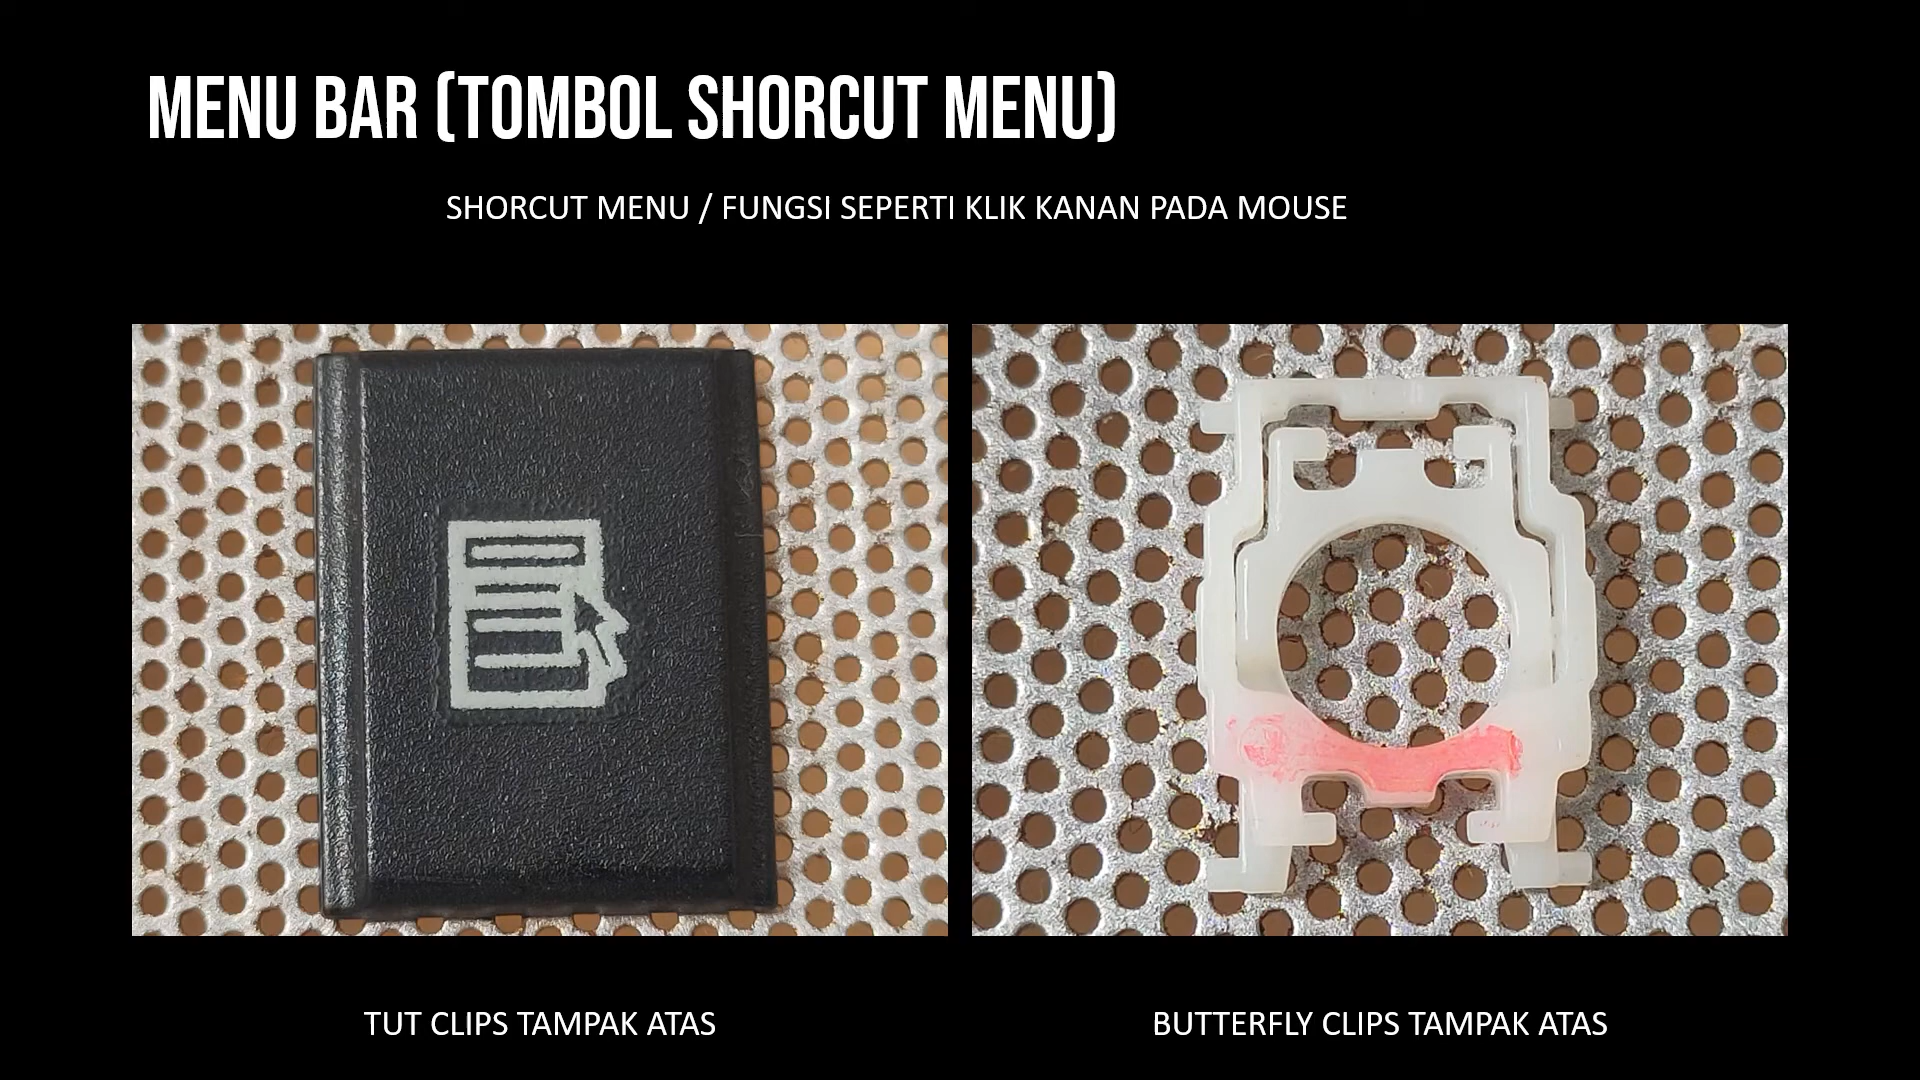 MENU BAR (TOMBOL SHORCUT MENU)
SHORCUT MENU / FUNGSI SEPERTI KLIK KANAN PADA MOUSE
TUT CLIPS TAMPAK ATAS
BUTTERFLY CLIPS TAMPAK ATAS